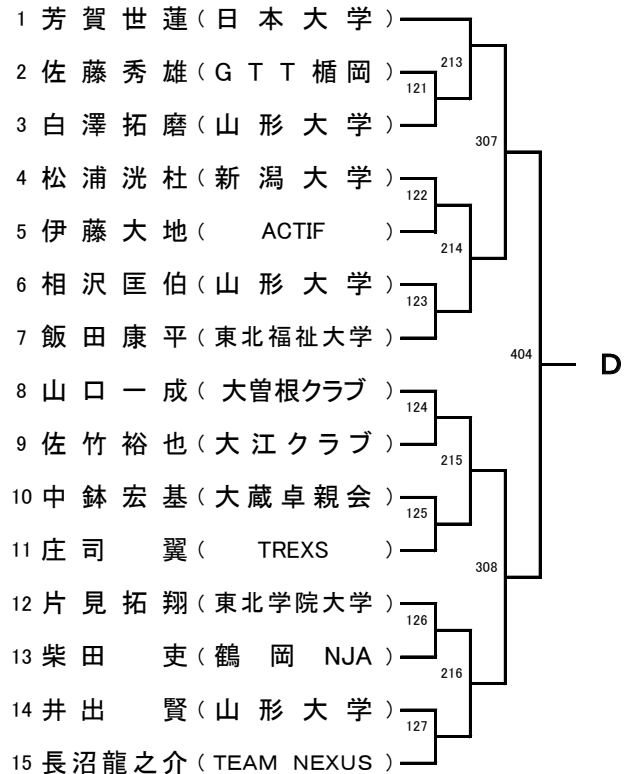 1 芳賀世蓮（日本大学）
213
2 佐藤秀雄（GTT楯岡）
121
3 白澤拓磨（山形大学）
307
4 松浦洸杜（新潟大学）
122
5 伊藤大地（ACTIF）
214
6 相沢匡伯（山形大学）
123
7 飯田康平（東北福祉大学）
404
D
8 山口一成（大曽根クラブ）
124
9 佐竹裕也（大江クラブ）
215
10 中鉢宏基（大蔵卓親会）
125
11 庄司翼（TREXS）
308
12 片見拓翔（東北学院大学）
126
13 柴田吏（鶴岡NJA）
216
14 井出賢（山形大学）
127
15 長沼龍之介（TEAM NEXUS）